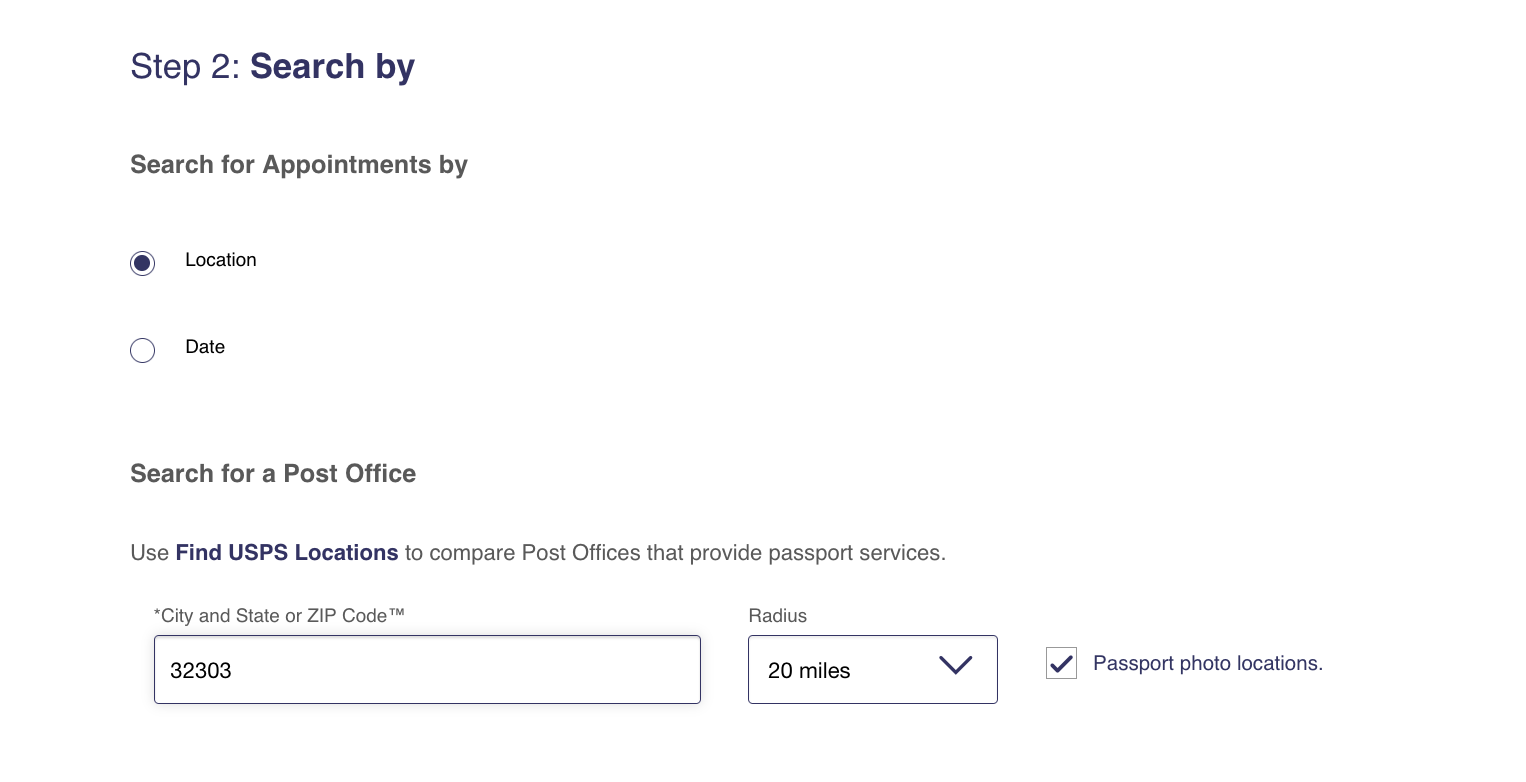 Step 2: Search by
Search for Appointments by
Location
Date
Search for a Post Office
Use Find USPS Locations to compare Post Offices that provide passport services.
*City and State or ZIP Code™
Radius
32303
20 miles
Passport photo locations.